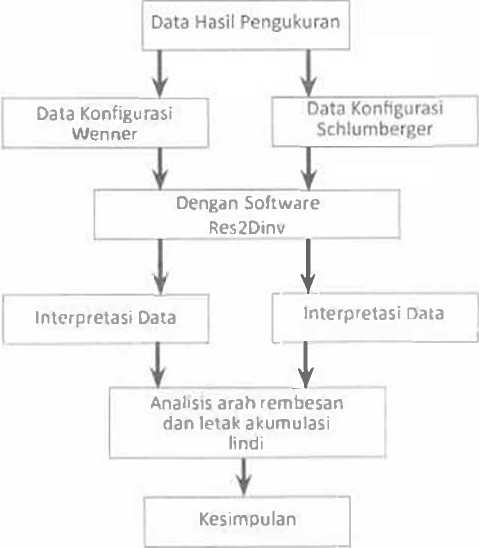 Data Hasil Pengukuran
Data Konfigurasi
Wenner
Data Konfigurasi
Schlumberger
Dengan Software
Res2Dinv
Interpretasi Data
Interpretasi Data
Analisis arah rembesan
dan letak akumulasi
lindi
Kesimpulan